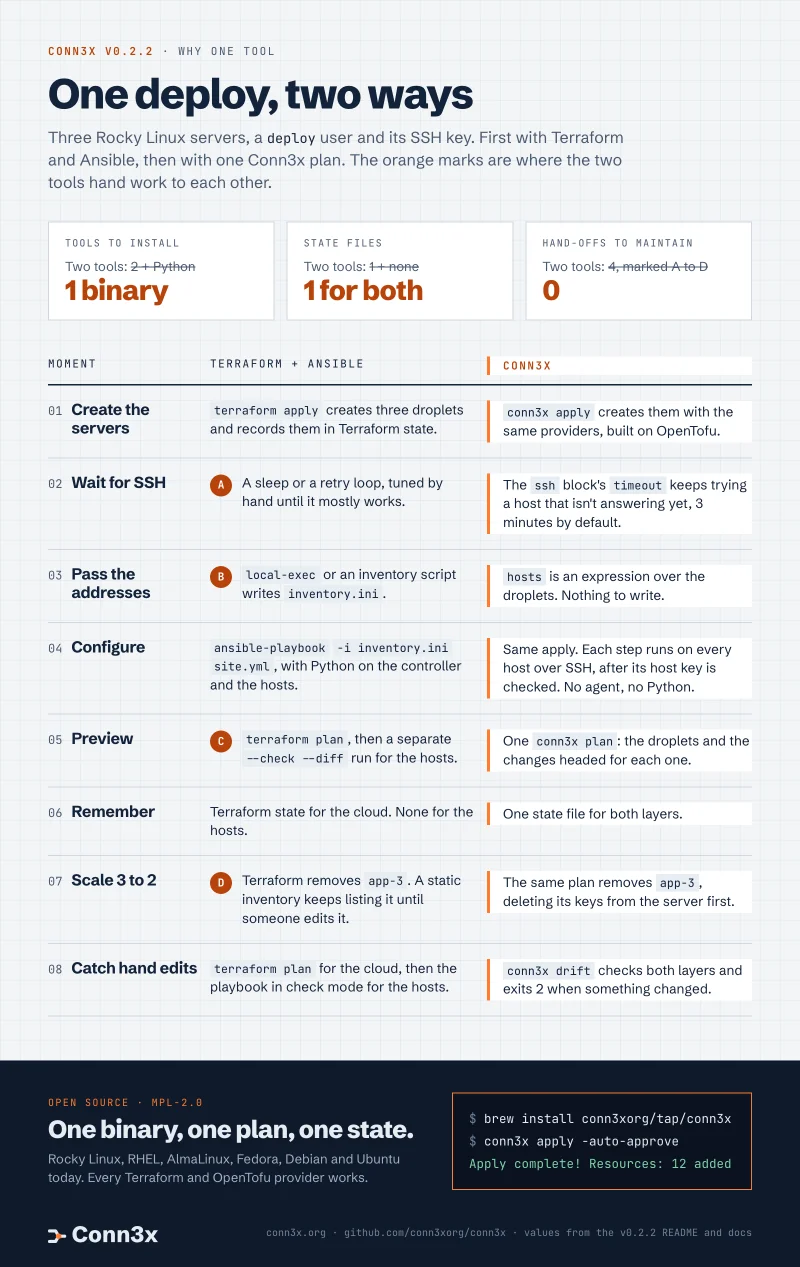 CONN3X V0.2.2 · WHY ONE TOOL
One deploy, two ways
Three Rocky Linux servers, a deploy user and its SSH key. First with Terraform
and Ansible, then with one Conn3x plan. The orange marks are where the two
tools hand work to each other.
TOOLS TO INSTALL
Two tools: 2 + Python
1 binary
STATE FILES
Two tools: 1 + none
1 for both
HAND-OFFS TO MAINTAIN
Two tools: 4, marked A to D
0
MOMENT
TERRAFORM + ANSIBLE
CONN3X
01 Create the
servers
terraform apply creates three droplets
and records them in Terraform state.
conn3x apply creates them with the
same providers, built on OpenTofu.
02 Wait for SSH
A
A sleep or a retry loop, tuned by
hand until it mostly works.
The ssh block's timeout keeps trying
a host that isn't answering yet, 3
minutes by default.
03 Pass the
addresses
B
local-exec or an inventory script
writes inventory.ini.
hosts is an expression over the
droplets. Nothing to write.
04 Configure
ansible-playbook -i inventory.ini
site.yml, with Python on the controller
and the hosts.
Same apply. Each step runs on every
host over SSH, after its host key is
checked. No agent, no Python.
05 Preview
C
terraform plan, then a separate
--check --diff run for the hosts.
One conn3x plan: the droplets and the
changes headed for each one.
06 Remember
Terraform state for the cloud. None for the
hosts.
One state file for both layers.
07 Scale 3 to 2
D
Terraform removes app-3. A static
inventory keeps listing it until
someone edits it.
The same plan removes app-3,
deleting its keys from the server first.
08 Catch hand edits
terraform plan for the cloud, then the
playbook in check mode for the hosts.
conn3x drift checks both layers and
exits 2 when something changed.
OPEN SOURCE · MPL-2.0
One binary, one plan, one state.
Rocky Linux, RHEL, AlmaLinux, Fedora, Debian and Ubuntu
today. Every Terraform and OpenTofu provider works.
$ brew install conn3xorg/tap/conn3x
$ conn3x apply -auto-approve
Apply complete! Resources: 12 added
Conn3x
conn3x.org · github.com/conn3xorg/conn3x · values from the v0.2.2 README and docs